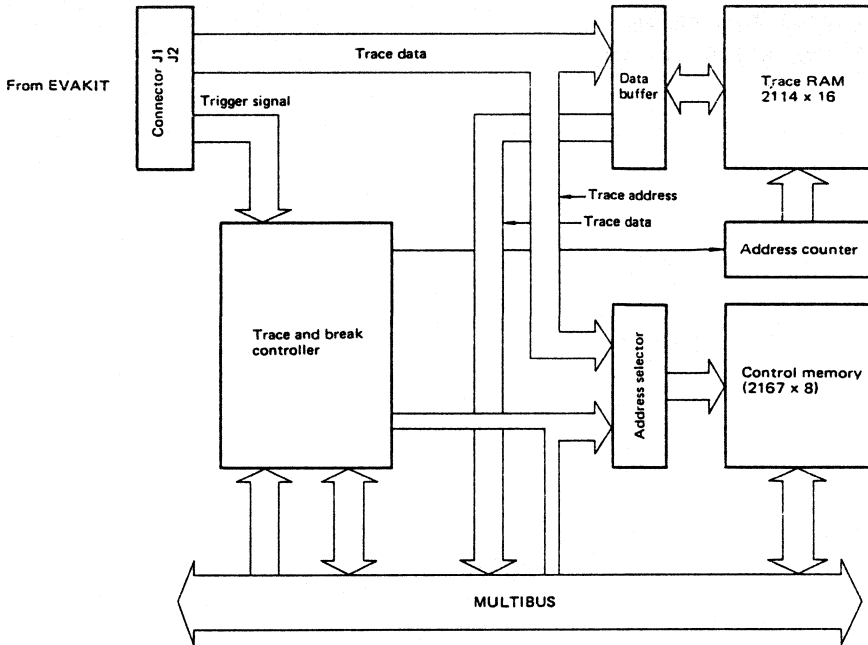 From EVAKIT
Connector J1
J2
Trace data
Trigger signal
Data
buffer
Trace RAM
2114 x 16
Trace address
Trace data
Address counter
Trace and break
controller
Address selector
Control memory
(2167 x 8)
MULTIBUS